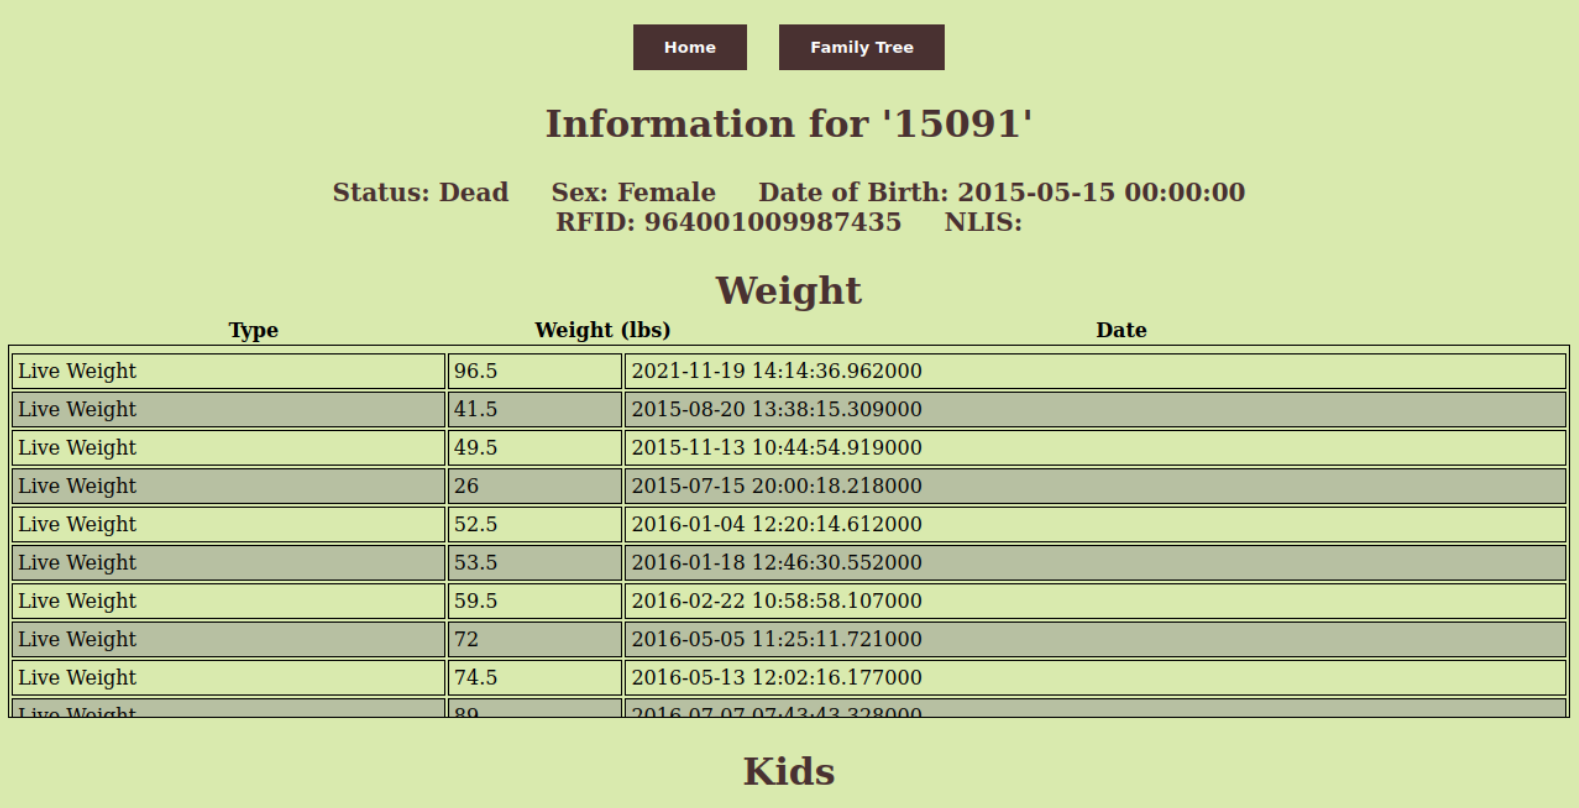 Home Family Tree
Information for '15091'
Status: Dead Sex: Female Date of Birth: 2015-05-15 00:00:00
RFID: 964001009987435 NLIS:
Weight
Type Weight (lbs) Date
Live Weight 96.5 2021-11-19 14:14:36.962000
Live Weight 41.5 2015-08-20 13:38:15.309000
Live Weight 49.5 2015-11-13 10:44:54.919000
Live Weight 26 2015-07-15 20:00:18.218000
Live Weight 52.5 2016-01-04 12:20:14.612000
Live Weight 53.5 2016-01-18 12:46:30.552000
Live Weight 59.5 2016-02-22 10:58:58.107000
Live Weight 72 2016-05-05 11:25:11.721000
Live Weight 74.5 2016-05-13 12:02:16.177000
Live Weight 89 2016-07-07 07:43:43.328000
Kids